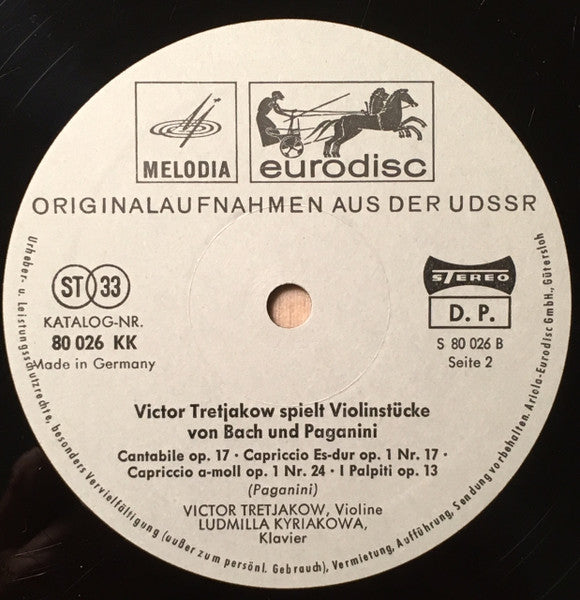 MELODIA
eurodisc
ORIGINALAUFNAHMEN AUS DER UDSSR
ST 33
KATALOG-NR.
80 026 KK
Made in Germany
STEREO
D. P.
S 80 026 B
Seite 2
Victor Tretjakow spielt Violinstücke
von Bach und Paganini
Cantabile op. 17 · Capriccio Es-dur op. 1 Nr. 17 ·
Capriccio a-moll op. 1 Nr. 24 · I Palpiti op. 13
(Paganini)
VICTOR TRETJAKOW, Violine
LUDMILLA KYRIAKOWA,
Klavier
Urheber- u. Leistungsschutzrechte, besonders Vervielfältigung (außer zum persönl. Gebrauch), Vermietung, Aufführung, Sendung vorbehalten. Ariola-Eurodisc GmbH., Gütersloh